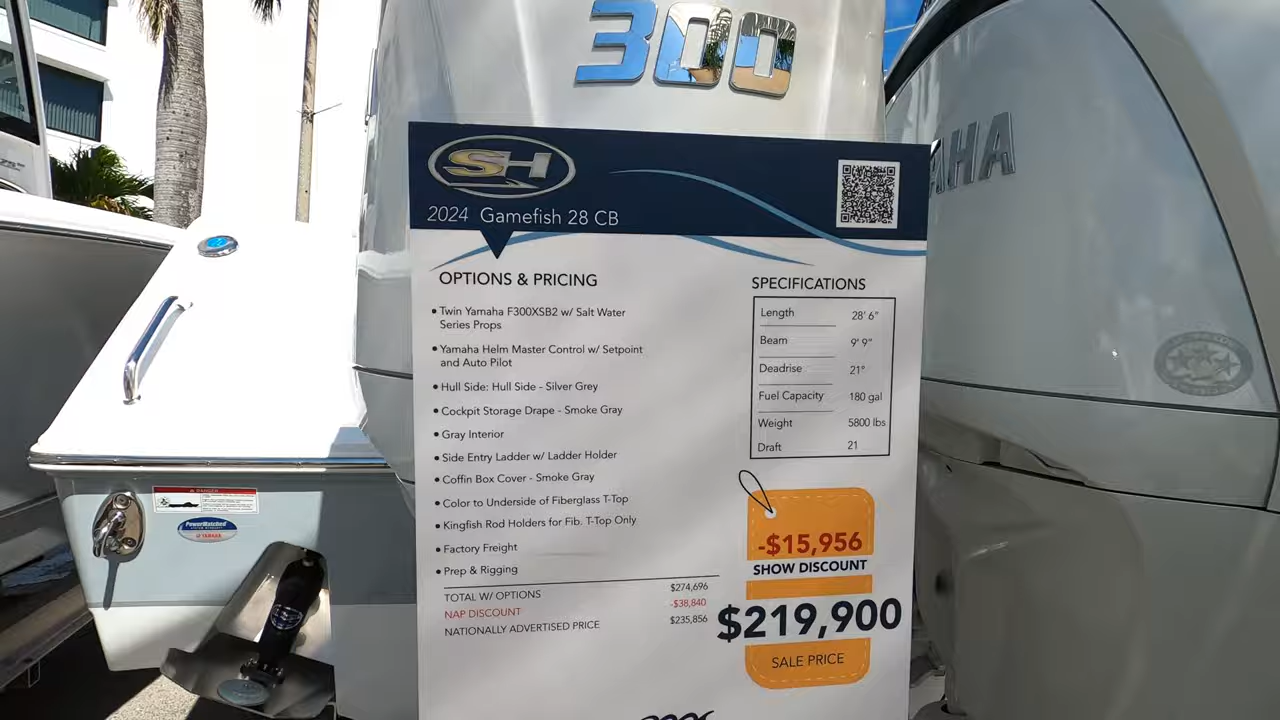 300
YAMAHA
SH
2024 Gamefish 28 CB
OPTIONS & PRICING
• Twin Yamaha F300XSB2 w/ Salt Water
Series Props
• Yamaha Helm Master Control w/ Setpoint
and Auto Pilot
• Hull Side: Hull Side - Silver Grey
• Cockpit Storage Drape - Smoke Gray
• Gray Interior
• Side Entry Ladder w/ Ladder Holder
• Coffin Box Cover - Smoke Gray
• Color to Underside of Fiberglass T-Top
• Kingfish Rod Holders for Fib. T-Top Only
• Factory Freight
• Prep & Rigging
TOTAL W/ OPTIONS $274,696
NAP DISCOUNT -$38,840
NATIONALLY ADVERTISED PRICE $235,856
SPECIFICATIONS
Length 28' 6"
Beam 9' 9"
Deadrise 21°
Fuel Capacity 180 gal
Weight 5800 lbs
Draft 21
-$15,956
SHOW DISCOUNT
$219,900
SALE PRICE
DANGER
PowerMatched